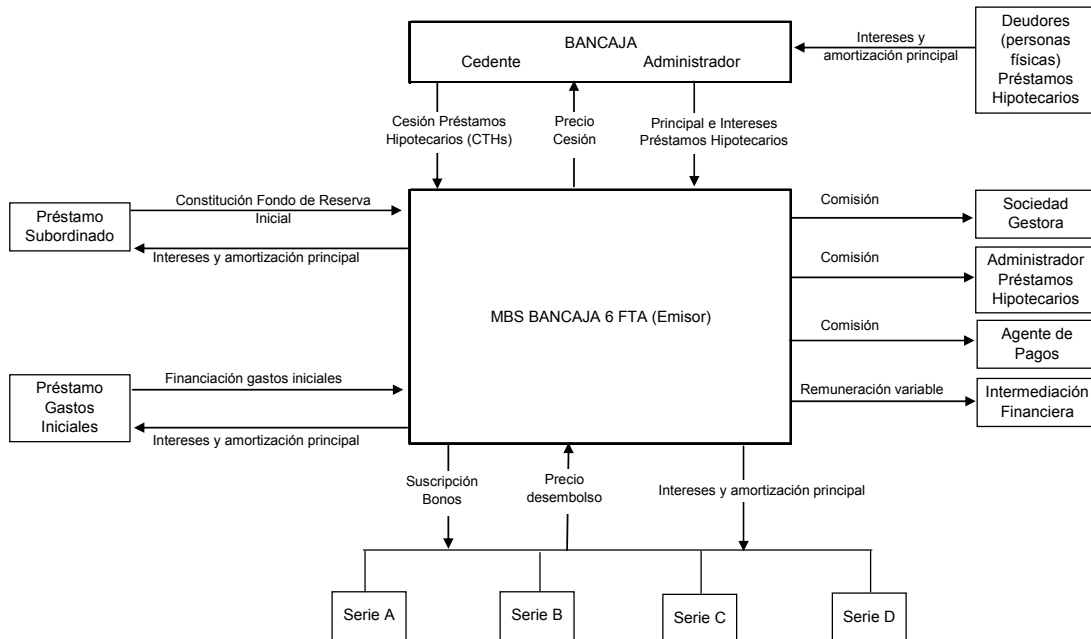 BANCAJA
Cedente
Administrador
Intereses y
amortización principal
Deudores
(personas
físicas)
Préstamos
Hipotecarios
Cesión Préstamos
Hipotecarios (CTHs)
Precio
Cesión
Principal e Intereses
Préstamos Hipotecarios
Préstamo
Subordinado
Constitución Fondo de Reserva
Inicial
Intereses y amortización principal
Préstamo
Gastos
Iniciales
Financiación gastos iniciales
Intereses y amortización principal
MBS BANCAJA 6 FTA (Emisor)
Comisión
Sociedad
Gestora
Comisión
Administrador
Préstamos
Hipotecarios
Comisión
Agente de
Pagos
Remuneración variable
Intermediación
Financiera
Suscripción
Bonos
Precio
desembolso
Intereses y amortización principal
Serie A
Serie B
Serie C
Serie D